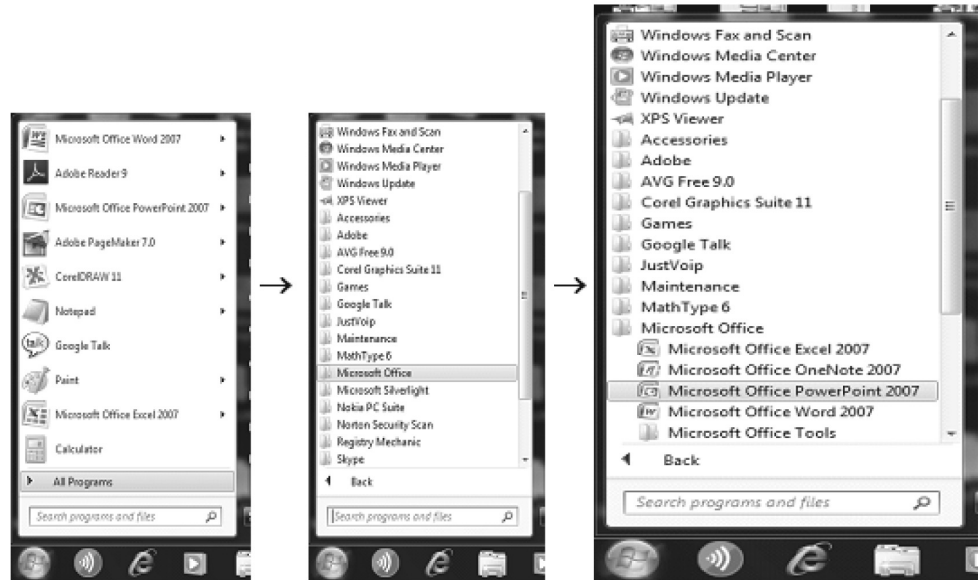 Microsoft Office Word 2007
Adobe Reader 9
Microsoft Office PowerPoint 2007
Adobe PageMaker 7.0
CorelDRAW 11
Notepad
talk
Google Talk
Paint
Microsoft Office Excel 2007
Calculator
All Programs
Search programs and files
Windows Fax and Scan
Windows Media Center
Windows Media Player
Windows Update
XPS Viewer
Accessories
Adobe
AVG Free 9.0
Corel Graphics Suite 11
Games
Google Talk
JustVoip
Maintenance
MathType 6
Microsoft Office
Microsoft Silverlight
Nokia PC Suite
Norton Security Scan
Registry Mechanic
Skype
Back
Search programs and files
Windows Fax and Scan
Windows Media Center
Windows Media Player
Windows Update
XPS Viewer
Accessories
Adobe
AVG Free 9.0
Corel Graphics Suite 11
Games
Google Talk
JustVoip
Maintenance
MathType 6
Microsoft Office
Microsoft Office Excel 2007
Microsoft Office OneNote 2007
Microsoft Office PowerPoint 2007
Microsoft Office Word 2007
Microsoft Office Tools
Back
Search programs and files